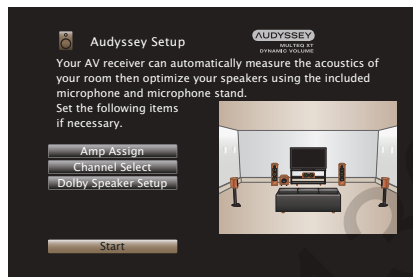 Audyssey Setup
AUDYSSEY
MULTEQ XT
DYNAMIC VOLUME
Your AV receiver can automatically measure the acoustics of
your room then optimize your speakers using the included
microphone and microphone stand.
Set the following items
if necessary.
Amp Assign
Channel Select
Dolby Speaker Setup
Start